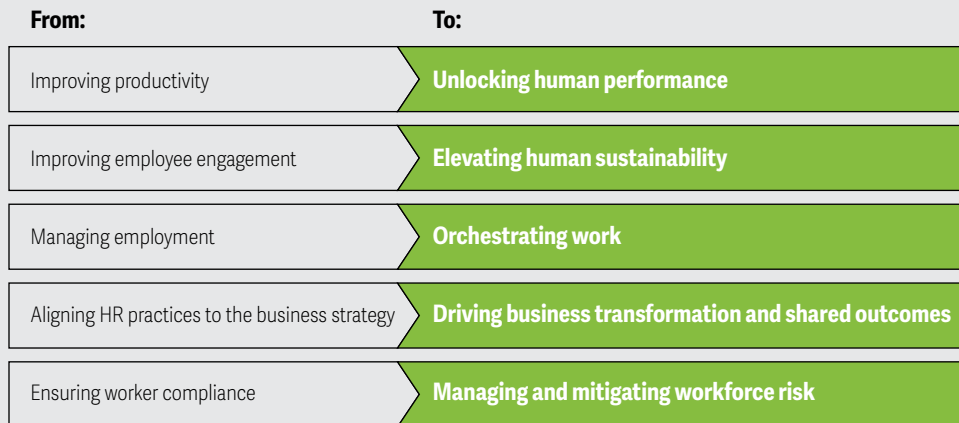 From: To:
Improving productivity Unlocking human performance
Improving employee engagement Elevating human sustainability
Managing employment Orchestrating work
Aligning HR practices to the business strategy Driving business transformation and shared outcomes
Ensuring worker compliance Managing and mitigating workforce risk